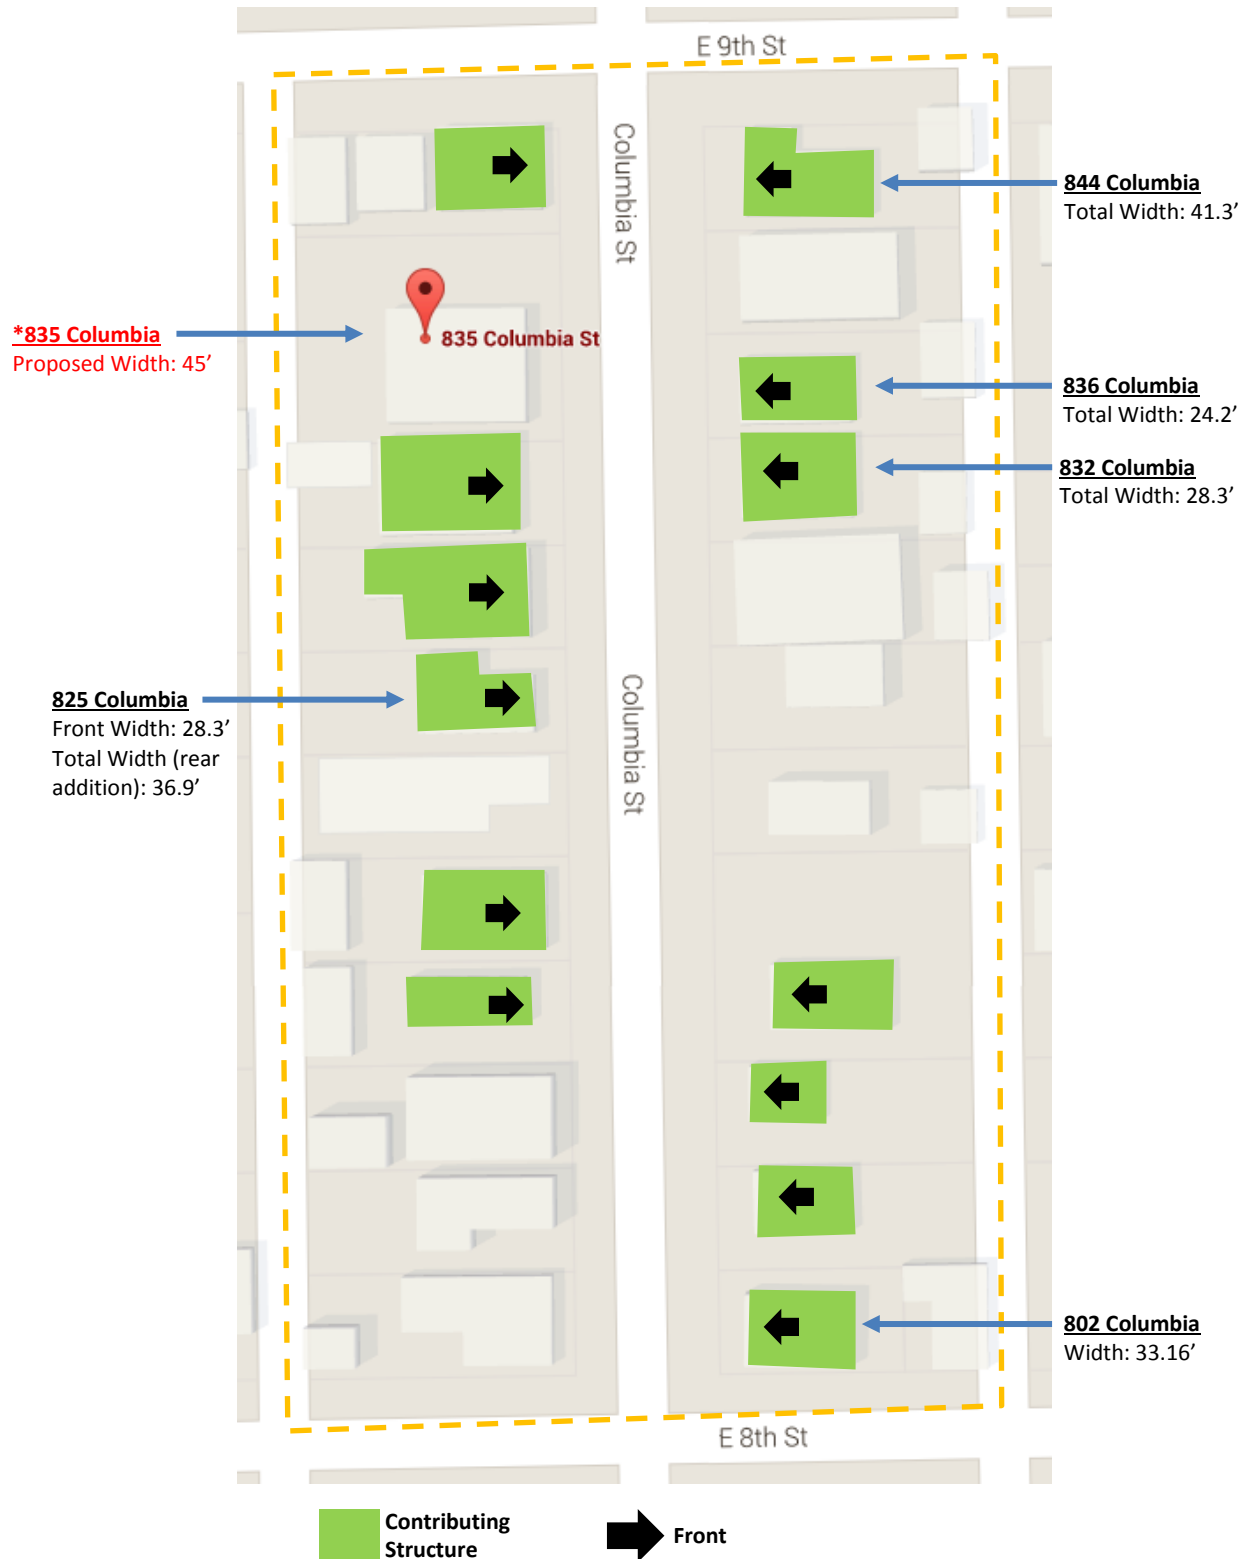 E 9th St
Columbia St
844 Columbia
Total Width: 41.3’
*835 Columbia
Proposed Width: 45’
835 Columbia St
836 Columbia
Total Width: 24.2’
832 Columbia
Total Width: 28.3’
825 Columbia
Front Width: 28.3’
Total Width (rear
addition): 36.9’
Columbia St
802 Columbia
Width: 33.16’
E 8th St
Contributing
Structure
Front